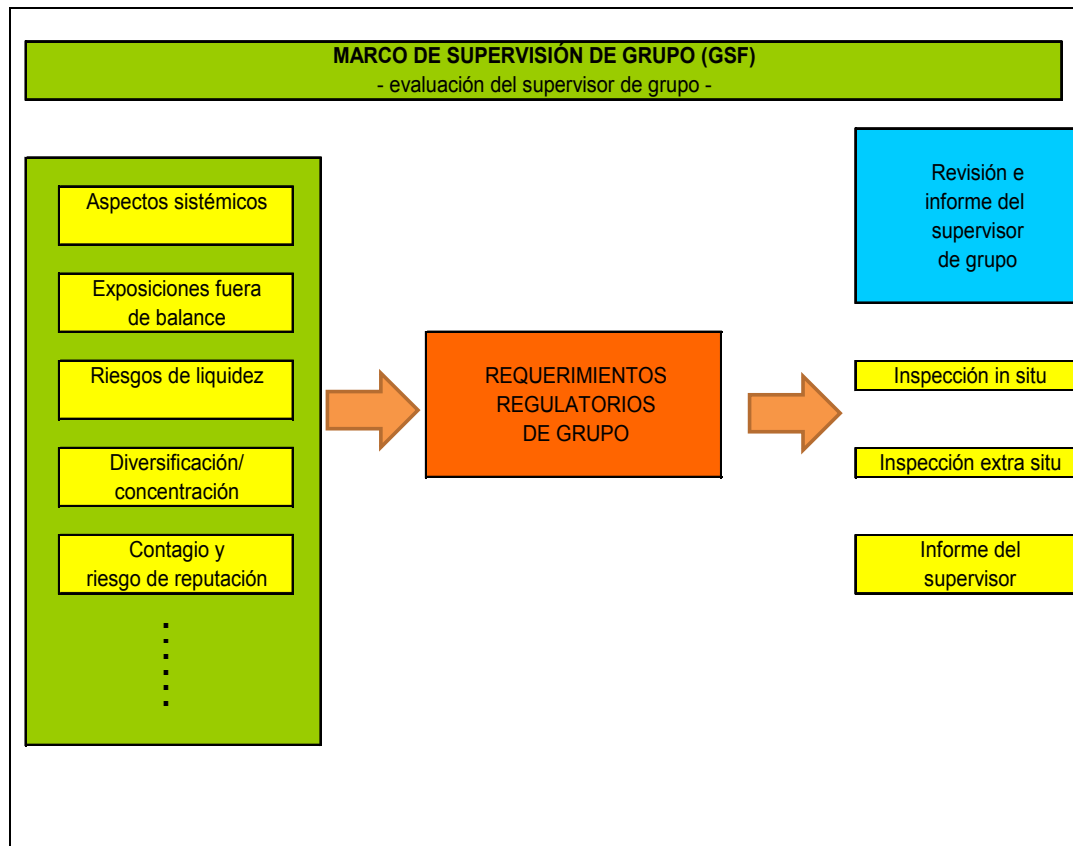 MARCO DE SUPERVISIÓN DE GRUPO (GSF)
- evaluación del supervisor de grupo -
Aspectos sistémicos
Exposiciones fuera
de balance
Riesgos de liquidez
Diversificación/
concentración
Contagio y
riesgo de reputación
REQUERIMIENTOS
REGULATORIOS
DE GRUPO
Revisión e
informe del
supervisor
de grupo
Inspección in situ
Inspección extra situ
Informe del
supervisor